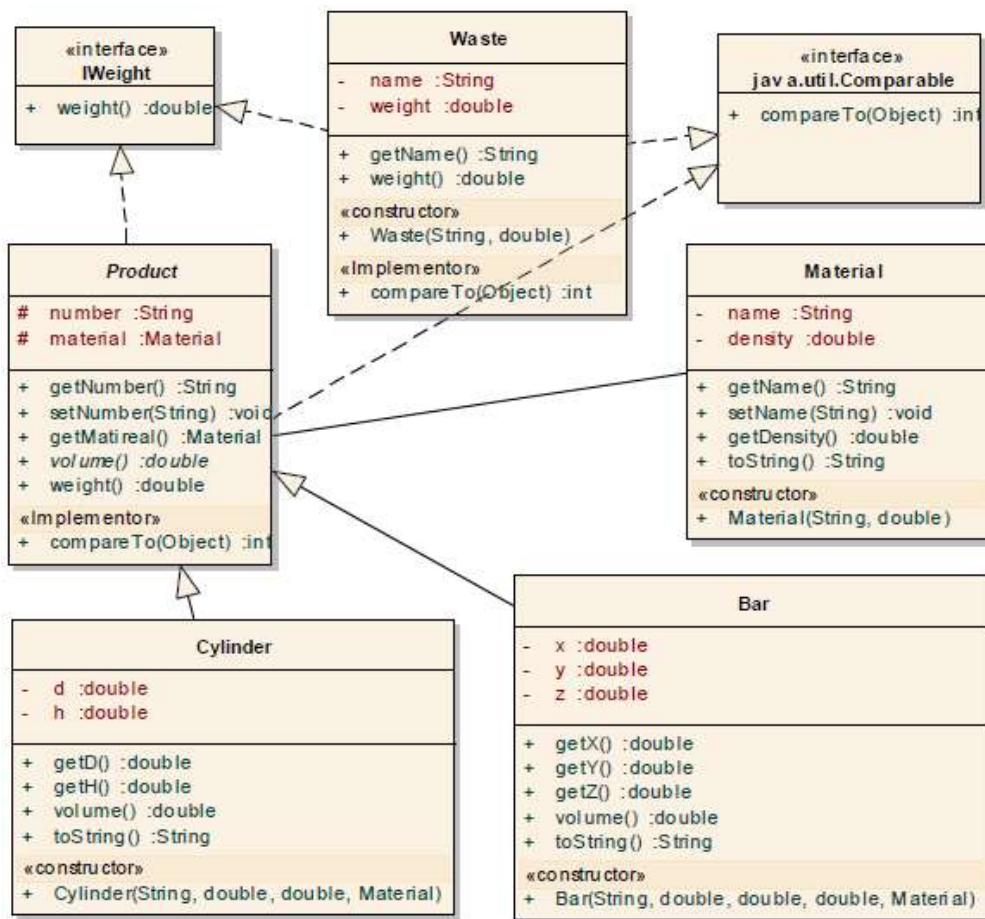 «interface»
IWeight
+ weight() :double
Waste
- name :String
- weight :double
+ getName() :String
+ weight() :double
«constructor»
+ Waste(String, double)
«Implementor»
+ compareTo(Object) :int
«interface»
java.util.Comparable
+ compareTo(Object) :int
Product
# number :String
# material :Material
+ getNumber() :String
+ setNumber(String) :void
+ getMatireal() :Material
+ volume() :double
+ weight() :double
«Implementor»
+ compareTo(Object) :int
Material
- name :String
- density :double
+ getName() :String
+ setName(String) :void
+ getDensity() :double
+ toString() :String
«constructor»
+ Material(String, double)
Cylinder
- d :double
- h :double
+ getD() :double
+ getH() :double
+ volume() :double
+ toString() :String
«constructor»
+ Cylinder(String, double, double, Material)
Bar
- x :double
- y :double
- z :double
+ getX() :double
+ getY() :double
+ getZ() :double
+ volume() :double
+ toString() :String
«constructor»
+ Bar(String, double, double, double, Material)